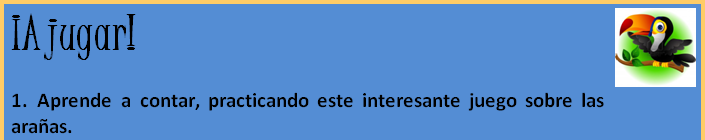 ¡A jugar!
1. Aprende a contar, practicando este interesante juego sobre las
arañas.